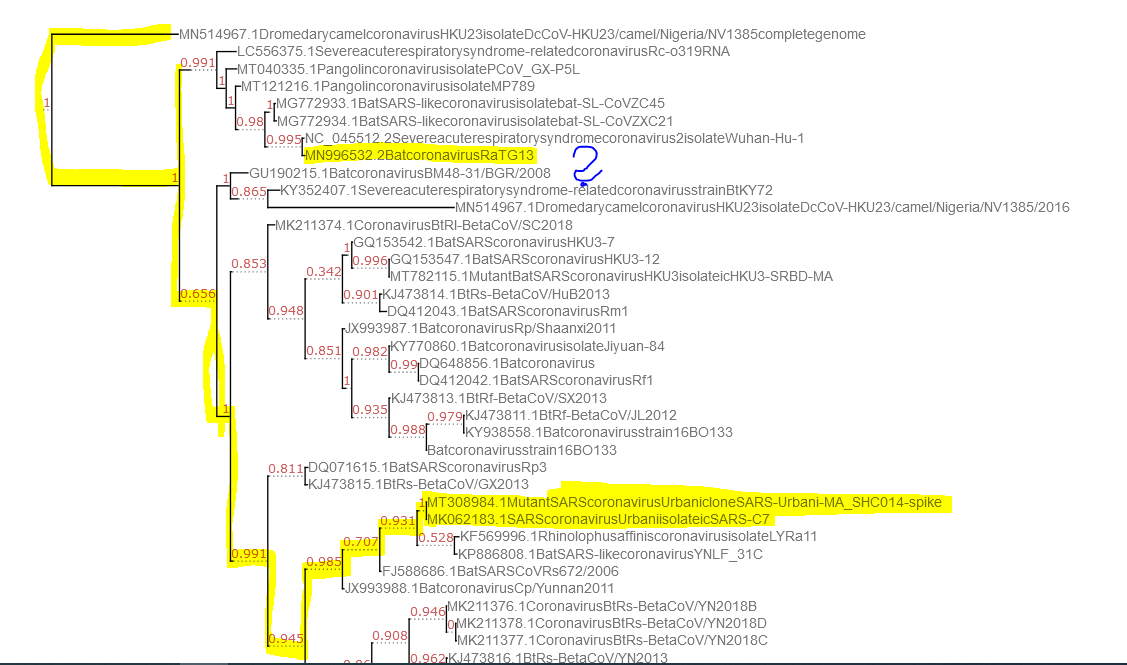 MN514967.1DromedarycamelcoronavirusHKU23isolateDcCoV-HKU23/camel/Nigeria/NV1385completegenome
LC556375.1Severeacuterespiratorysyndrome-relatedcoronavirusRc-o319RNA
0.991
MT040335.1PangolincoronavirusisolatePCoV_GX-P5L
1
MT121216.1PangolincoronavirusisolateMP789
1
1
1
MG772933.1BatSARS-likecoronavirusisolatebat-SL-CoVZC45
0.98
MG772934.1BatSARS-likecoronavirusisolatebat-SL-CoVZXC21
0.995
NC_045512.2Severeacuterespiratorysyndromecoronavirus2isolateWuhan-Hu-1
MN996532.2BatcoronavirusRaTG13
?
1
1
GU190215.1BatcoronavirusBM48-31/BGR/2008
0.865
KY352407.1Severeacuterespiratorysyndrome-relatedcoronavirusstrainBtKY72
MN514967.1DromedarycamelcoronavirusHKU23isolateDcCoV-HKU23/camel/Nigeria/NV1385/2016
MK211374.1CoronavirusBtRl-BetaCoV/SC2018
1
GQ153542.1BatSARScoronavirusHKU3-7
0.853
0.342
0.996
GQ153547.1BatSARScoronavirusHKU3-12
MT782115.1MutantBatSARScoronavirusHKU3isolateicHKU3-SRBD-MA
0.656
0.901
KJ473814.1BtRs-BetaCoV/HuB2013
0.948
DQ412043.1BatSARScoronavirusRm1
JX993987.1BatcoronavirusRp/Shaanxi2011
0.851
0.982
KY770860.1BatcoronavirusisolateJiyuan-84
0.99
DQ648856.1Batcoronavirus
1
DQ412042.1BatSARScoronavirusRf1
KJ473813.1BtRf-BetaCoV/SX2013
1
0.935
0.979
KJ473811.1BtRf-BetaCoV/JL2012
0.988
KY938558.1Batcoronavirusstrain16BO133
Batcoronavirusstrain16BO133
0.811
DQ071615.1BatSARScoronavirusRp3
KJ473815.1BtRs-BetaCoV/GX2013
1
MT308984.1MutantSARScoronavirusUrbanicloneSARS-Urbani-MA_SHC014-spike
0.931
MK062183.1SARScoronavirusUrbaniisolateicSARS-C7
0.707
0.528
KF569996.1RhinolophusaffiniscoronavirusisolateLYRa11
0.991
0.985
KP886808.1BatSARS-likecoronavirusYNLF_31C
FJ588686.1BatSARSCoVRs672/2006
JX993988.1BatcoronavirusCp/Yunnan2011
0.946
MK211376.1CoronavirusBtRs-BetaCoV/YN2018B
0
MK211378.1CoronavirusBtRs-BetaCoV/YN2018D
0.945
0.908
MK211377.1CoronavirusBtRs-BetaCoV/YN2018C
0.962
KJ473816.1BtRs-BetaCoV/YN2013